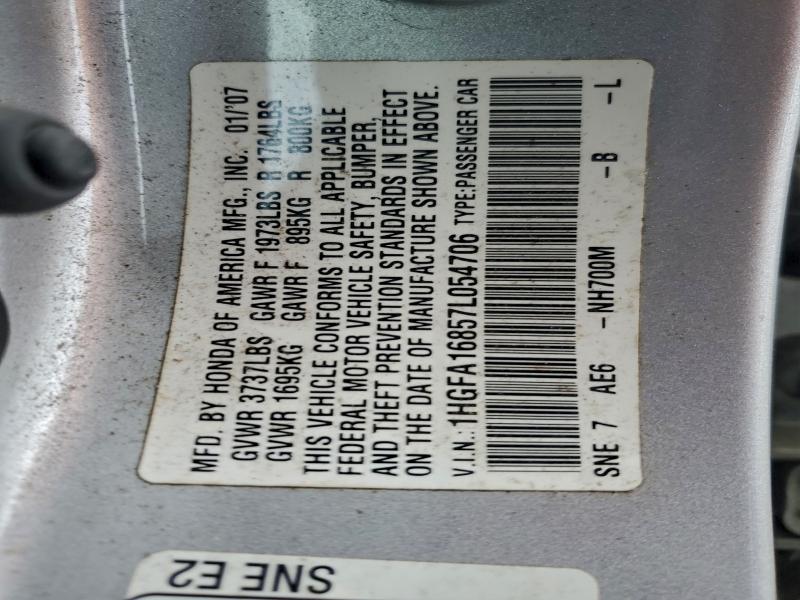 MFD. BY HONDA OF AMERICA MFG., INC. 01/'07
GVWR 3737LBS GAWR F 1973LBS R 1764LBS
GVWR 1695KG GAWR F 895KG R 800KG
THIS VEHICLE CONFORMS TO ALL APPLICABLE
FEDERAL MOTOR VEHICLE SAFETY, BUMPER,
AND THEFT PREVENTION STANDARDS IN EFFECT
ON THE DATE OF MANUFACTURE SHOWN ABOVE.
V.I.N.: 1HGFA16857L054706 TYPE:PASSENGER CAR
SNE 7 AE6 -NH700M -B -L
SNE E2